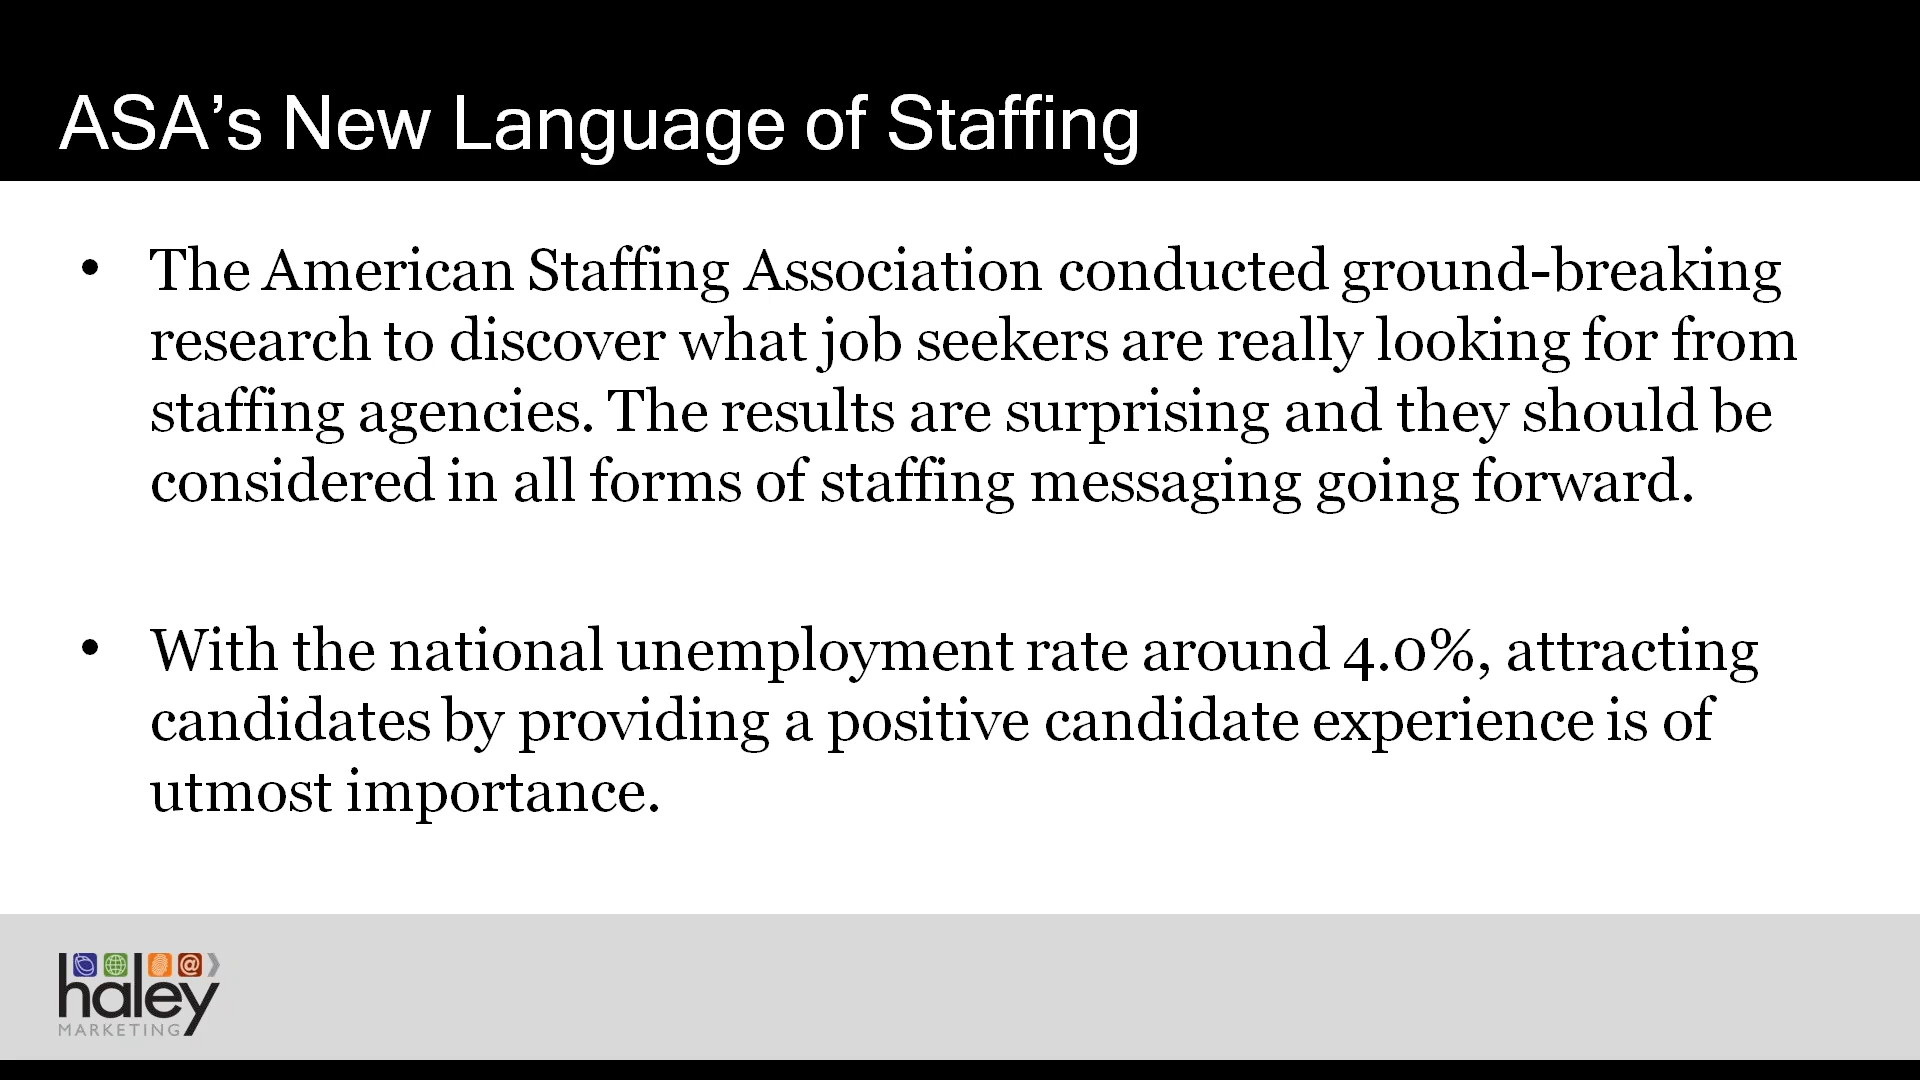 ASA’s New Language of Staffing
• The American Staffing Association conducted ground-breaking
research to discover what job seekers are really looking for from
staffing agencies. The results are surprising and they should be
considered in all forms of staffing messaging going forward.
• With the national unemployment rate around 4.0%, attracting
candidates by providing a positive candidate experience is of
utmost importance.
@
haley
MARKETING